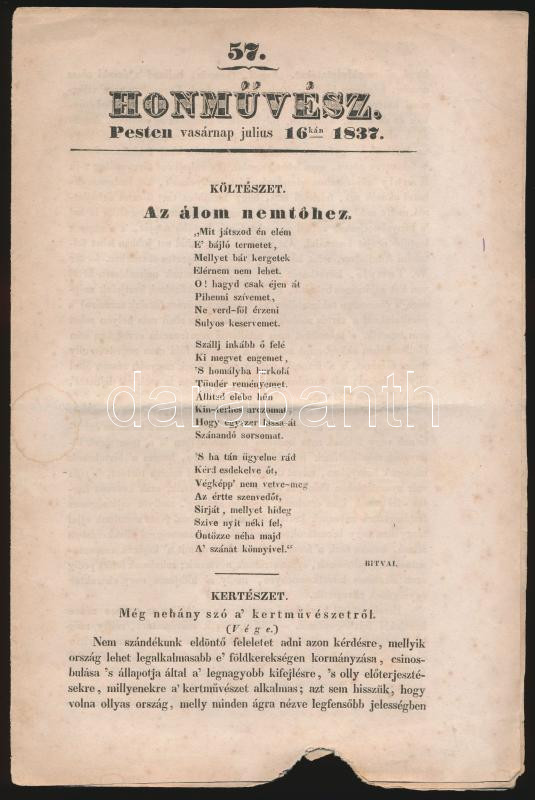 57.
HONMŰVÉSZ.
Pesten vasárnap julius 16kán 1837.
KÖLTÉSZET.
Az álom nemtőhez.
„Mit játszod én elém
E' bájló termetet,
Mellyet bár kergetek
Elérnem nem lehet.
O! hagyd csak éjen át
Pihenni szívemet,
Ne verd-föl érzeni
Sulyos keservemet.
Szállj inkább ő felé
Ki megvet engemet,
'S homályba burkolá
Tündér reményemet.
Állitsd elebe hűn
Kin-terhes arczomat,
Hogy egyszer lássa-át
Szánandó sorsomat.
'S ha tán ügyelne rád
Kérd esdekelve őt,
Végképp' nem vetve-meg
Az értte szenvedőt,
Sirját, mellyet hideg
Szive nyit néki fel,
Öntözze néha majd
A' szánat könnyivel."
BITVAI.
KERTÉSZET.
Még nehány szó a' kertművészetről.
(Vége.)
Nem szándékunk eldöntő feleletet adni azon kérdésre, mellyik
ország lehet legalkalmasabb e' földkerekségen kormányzása, csinos-
bulása 's állapotja által a' legnagyobb kifejlésre, 's olly előterjeszté-
sekre, millyenekre a' kertművészet alkalmas; azt sem hisszük, hogy
volna ollyas ország, melly minden ágra nézve legfensőbb jelességben
darabanth